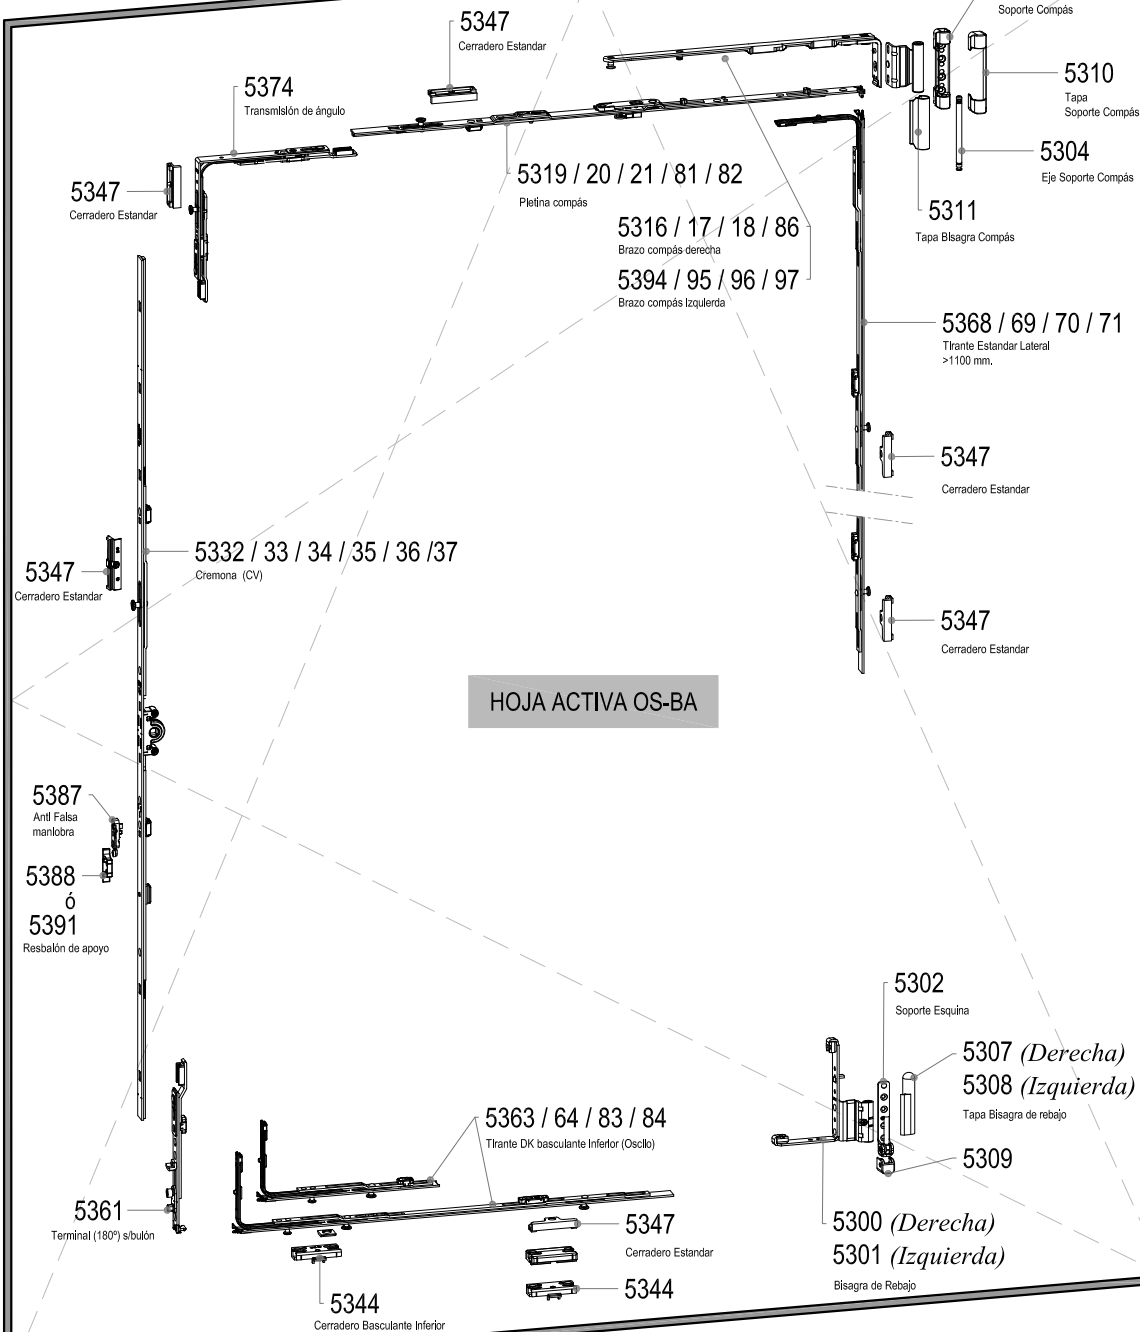 Soporte Compás
5347
Cerradero Estandar
5310
Tapa
Soporte Compás
5374
Transmisión de ángulo
5304
Eje Soporte Compás
5347
Cerradero Estandar
5319 / 20 / 21 / 81 / 82
Pletina compás
5311
Tapa Bisagra Compás
5316 / 17 / 18 / 86
Brazo compás derecha
5394 / 95 / 96 / 97
Brazo compás Izquierda
5368 / 69 / 70 / 71
Tirante Estandar Lateral
>1100 mm.
5347
Cerradero Estandar
5332 / 33 / 34 / 35 / 36 /37
Cremona (CV)
5347
Cerradero Estandar
5347
Cerradero Estandar
HOJA ACTIVA OS-BA
5387
Anti Falsa
maniobra
5388
ó
5391
Resbalón de apoyo
5302
Soporte Esquina
5307 (Derecha)
5308 (Izquierda)
Tapa Bisagra de rebajo
5363 / 64 / 83 / 84
Tirante DK basculante Inferior (Oscilo)
5309
5361
Terminal (180º) s/bulón
5347
Cerradero Estandar
5300 (Derecha)
5301 (Izquierda)
Bisagra de Rebajo
5344
5344
Cerradero Basculante Inferior